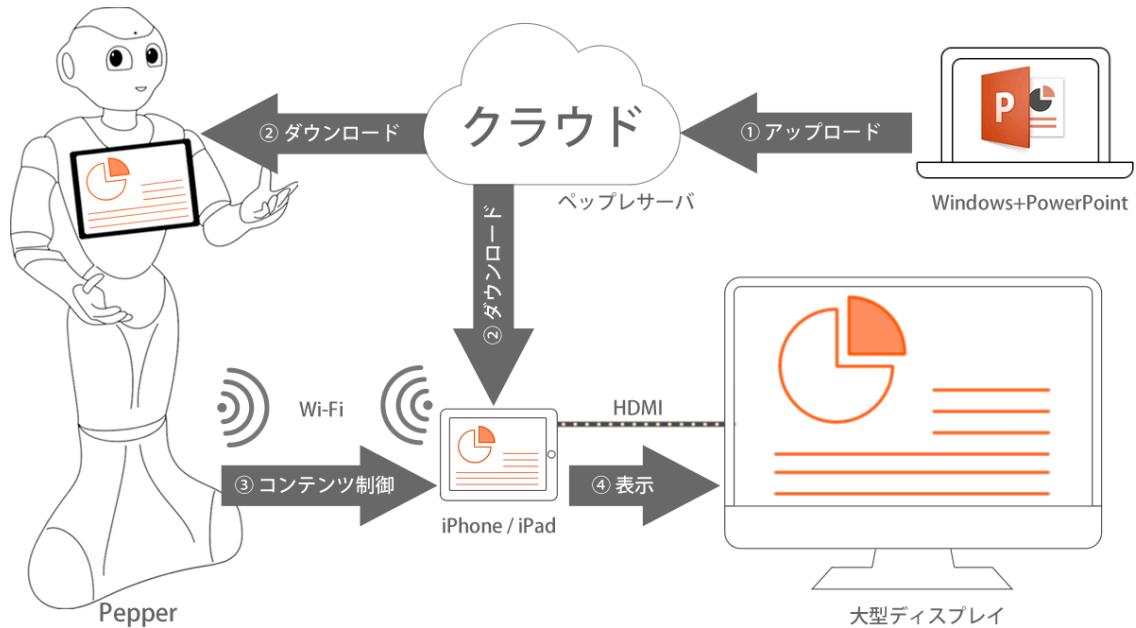 ② ダウンロード
クラウド
① アップロード
P
ペップレサーバ
Windows+PowerPoint
② ダウンロード
Wi-Fi
HDMI
③ コンテンツ制御
④ 表示
iPhone / iPad
Pepper
大型ディスプレイ